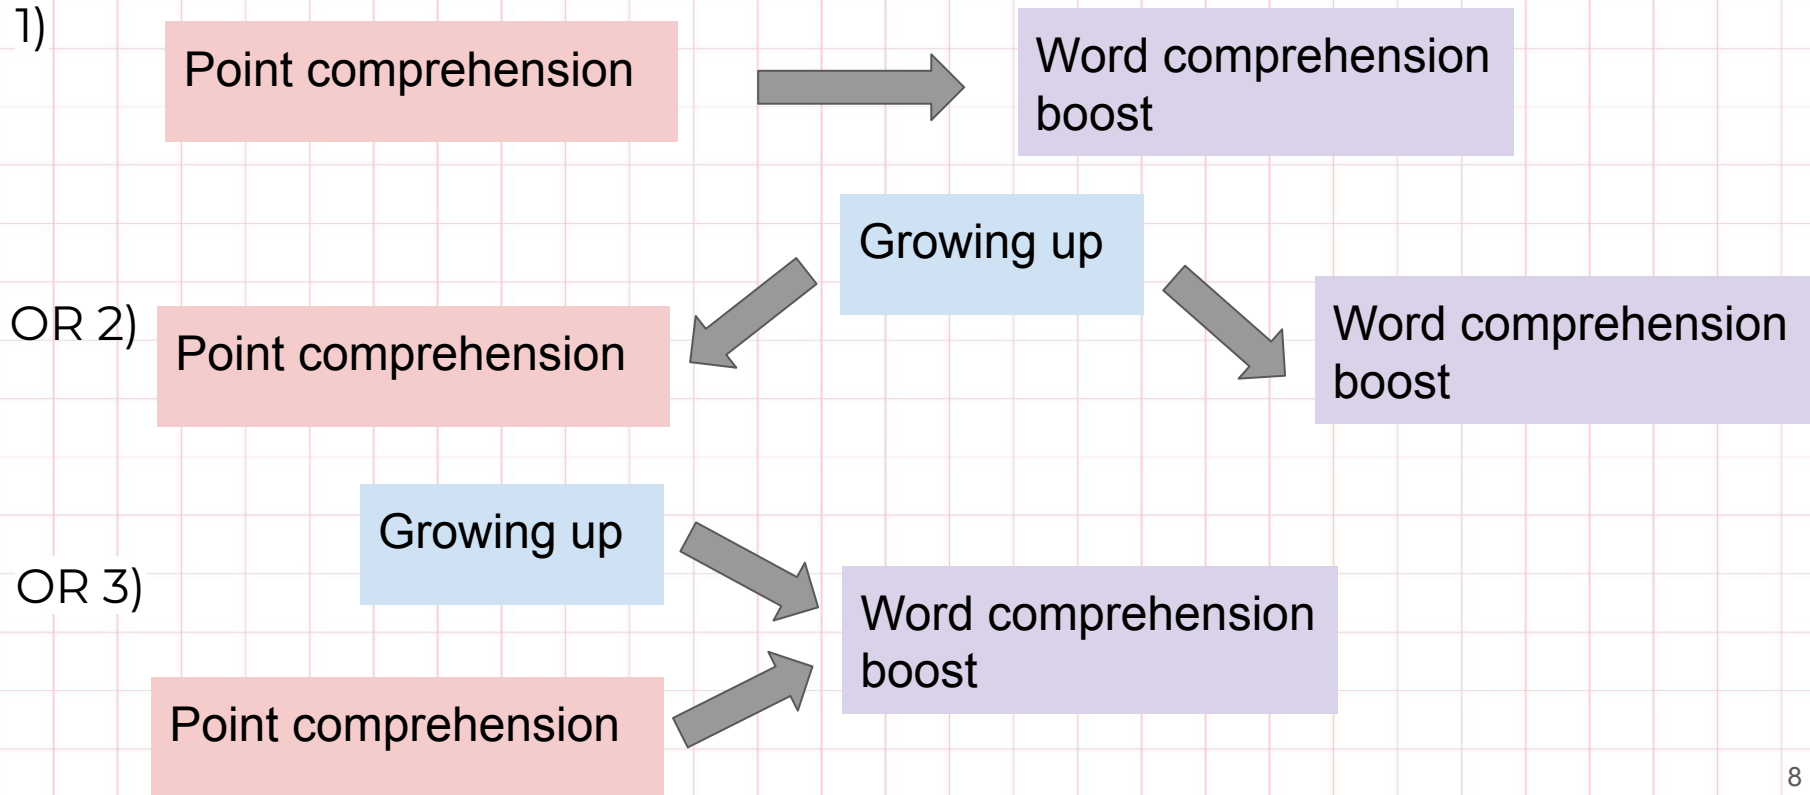 1)
Point comprehension
Word comprehension
boost
Growing up
OR 2)
Point comprehension
Word comprehension
boost
Growing up
OR 3)
Word comprehension
boost
Point comprehension
8